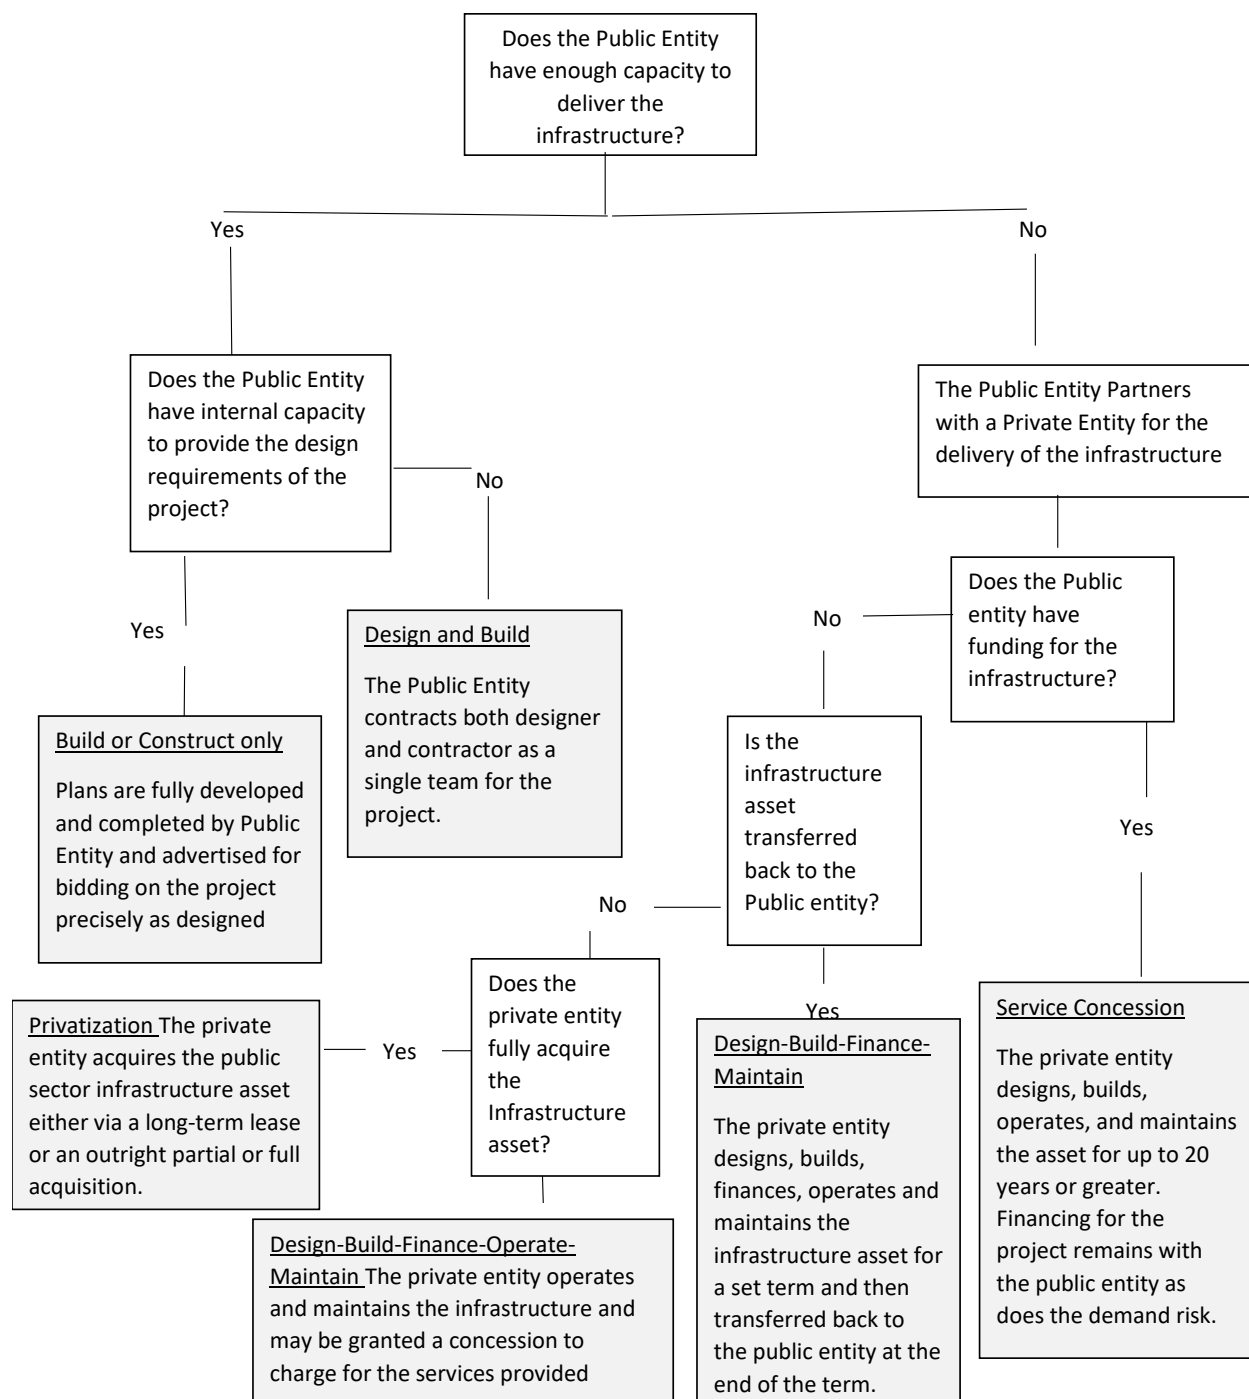 Does the Public Entity
have enough capacity to
deliver the
infrastructure?
Yes
No
Does the Public Entity
have internal capacity
to provide the design
requirements of the
project?
No
The Public Entity Partners
with a Private Entity for the
delivery of the infrastructure
Does the Public
entity have
funding for the
infrastructure?
No
Yes
Design and Build
The Public Entity
contracts both designer
and contractor as a
single team for the
project.
Build or Construct only
Plans are fully developed
and completed by Public
Entity and advertised for
bidding on the project
precisely as designed
Is the
infrastructure
asset
transferred
back to the
Public entity?
Yes
No
Does the
private entity
fully acquire
the
Infrastructure
asset?
Yes
Privatization The private
entity acquires the public
sector infrastructure asset
either via a long-term lease
or an outright partial or full
acquisition.
Yes
Design-Build-Finance-
Maintain
The private entity
designs, builds,
finances, operates and
maintains the
infrastructure asset for
a set term and then
transferred back to
the public entity at the
end of the term.
Service Concession
The private entity
designs, builds,
operates, and maintains
the asset for up to 20
years or greater.
Financing for the
project remains with
the public entity as
does the demand risk.
Design-Build-Finance-Operate-
Maintain The private entity operates
and maintains the infrastructure and
may be granted a concession to
charge for the services provided